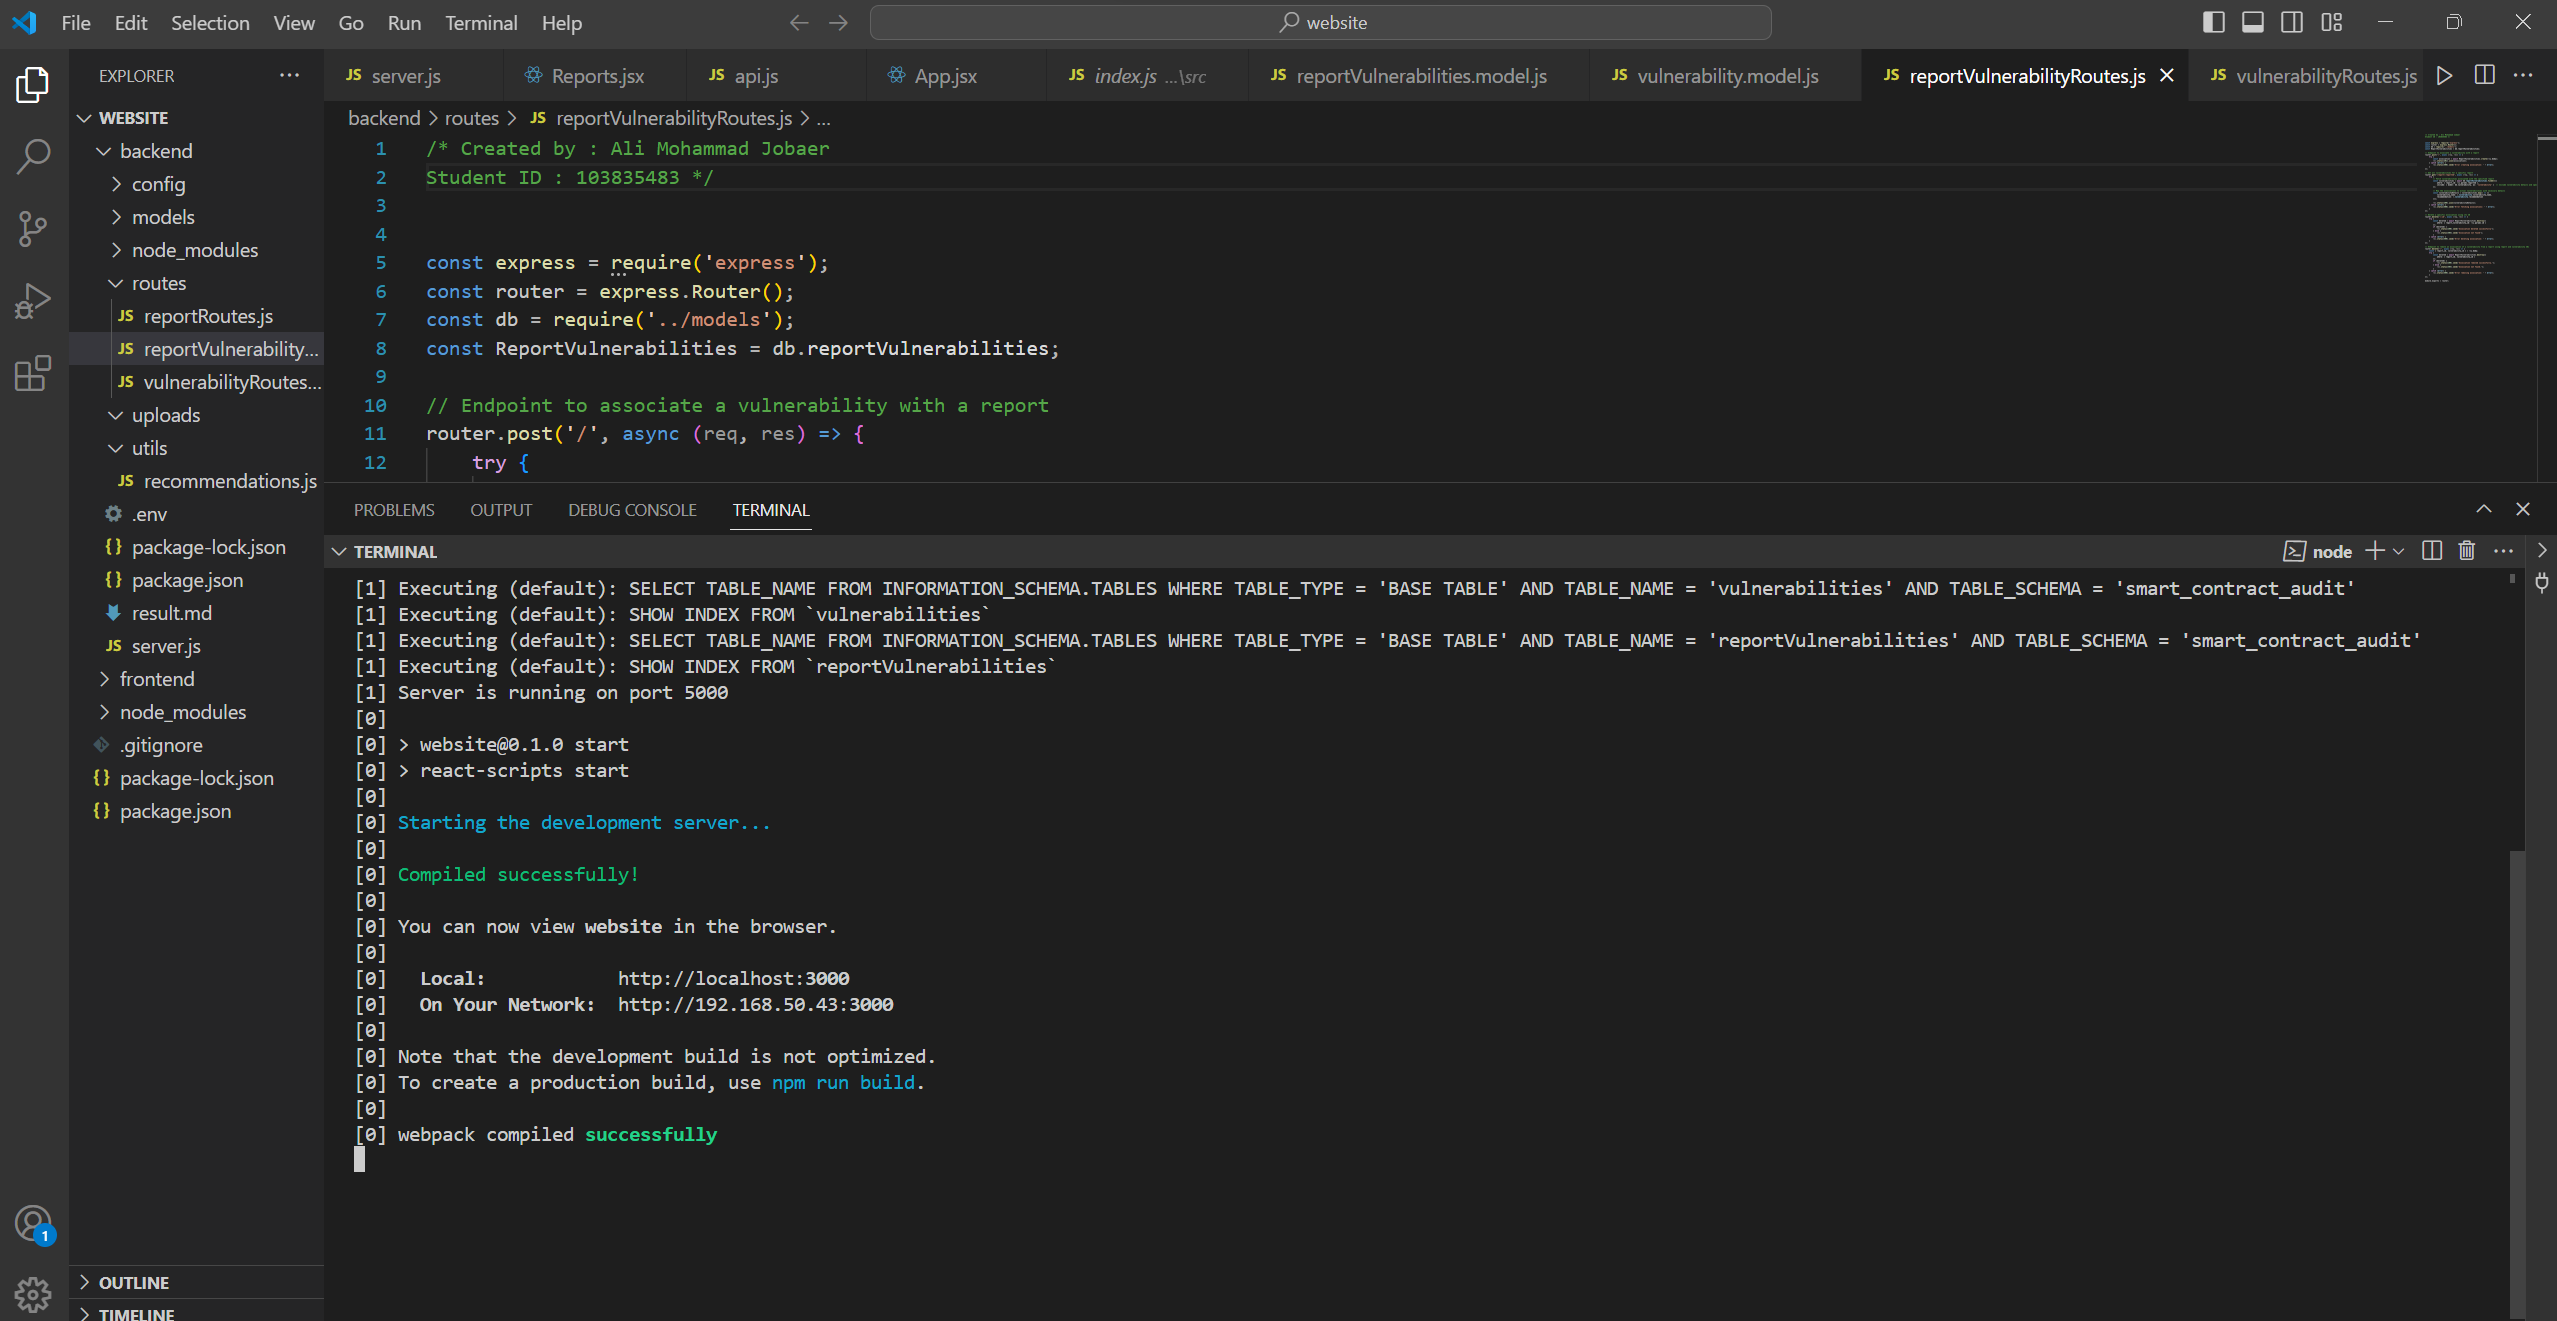 File Edit Selection View Go Run Terminal Help
website
EXPLORER
WEBSITE
backend
config
models
node_modules
routes
JS reportRoutes.js
JS reportVulnerability...
JS vulnerabilityRoutes...
uploads
utils
JS recommendations.js
.env
{} package-lock.json
{} package.json
result.md
JS server.js
frontend
node_modules
.gitignore
{} package-lock.json
{} package.json
1
OUTLINE
TIMELINE
JS server.js Reports.jsx JS api.js App.jsx JS index.js ...\src JS reportVulnerabilities.model.js JS vulnerability.model.js JS reportVulnerabilityRoutes.js JS vulnerabilityRoutes.js
backend > routes > JS reportVulnerabilityRoutes.js > ...
1 /* Created by : Ali Mohammad Jobaer
2 Student ID : 103835483 */
3
4
5 const express = require('express');
6 const router = express.Router();
7 const db = require('../models');
8 const ReportVulnerabilities = db.reportVulnerabilities;
9
10 // Endpoint to associate a vulnerability with a report
11 router.post('/', async (req, res) => {
12 try {
PROBLEMS OUTPUT DEBUG CONSOLE TERMINAL
TERMINAL
node
[1] Executing (default): SELECT TABLE_NAME FROM INFORMATION_SCHEMA.TABLES WHERE TABLE_TYPE = 'BASE TABLE' AND TABLE_NAME = 'vulnerabilities' AND TABLE_SCHEMA = 'smart_contract_audit'
[1] Executing (default): SHOW INDEX FROM `vulnerabilities`
[1] Executing (default): SELECT TABLE_NAME FROM INFORMATION_SCHEMA.TABLES WHERE TABLE_TYPE = 'BASE TABLE' AND TABLE_NAME = 'reportVulnerabilities' AND TABLE_SCHEMA = 'smart_contract_audit'
[1] Executing (default): SHOW INDEX FROM `reportVulnerabilities`
[1] Server is running on port 5000
[0]
[0] > website@0.1.0 start
[0] > react-scripts start
[0]
[0] Starting the development server...
[0]
[0] Compiled successfully!
[0]
[0] You can now view website in the browser.
[0]
[0] Local: http://localhost:3000
[0] On Your Network: http://192.168.50.43:3000
[0]
[0] Note that the development build is not optimized.
[0] To create a production build, use npm run build.
[0]
[0] webpack compiled successfully